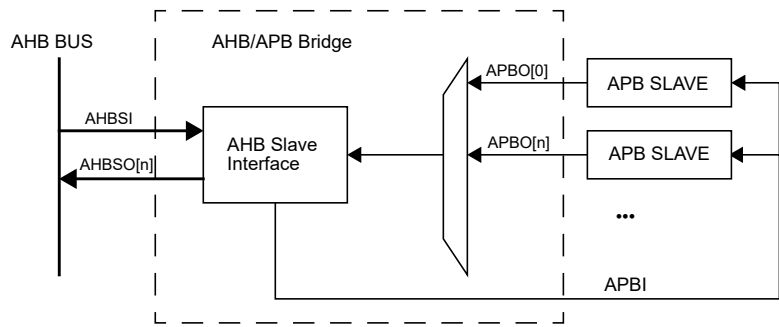 AHB BUS
AHB/APB Bridge
AHBSI
AHBSO[n]
AHB Slave
Interface
APBO[0]
APBO[n]
APB SLAVE
APB SLAVE
...
APBI